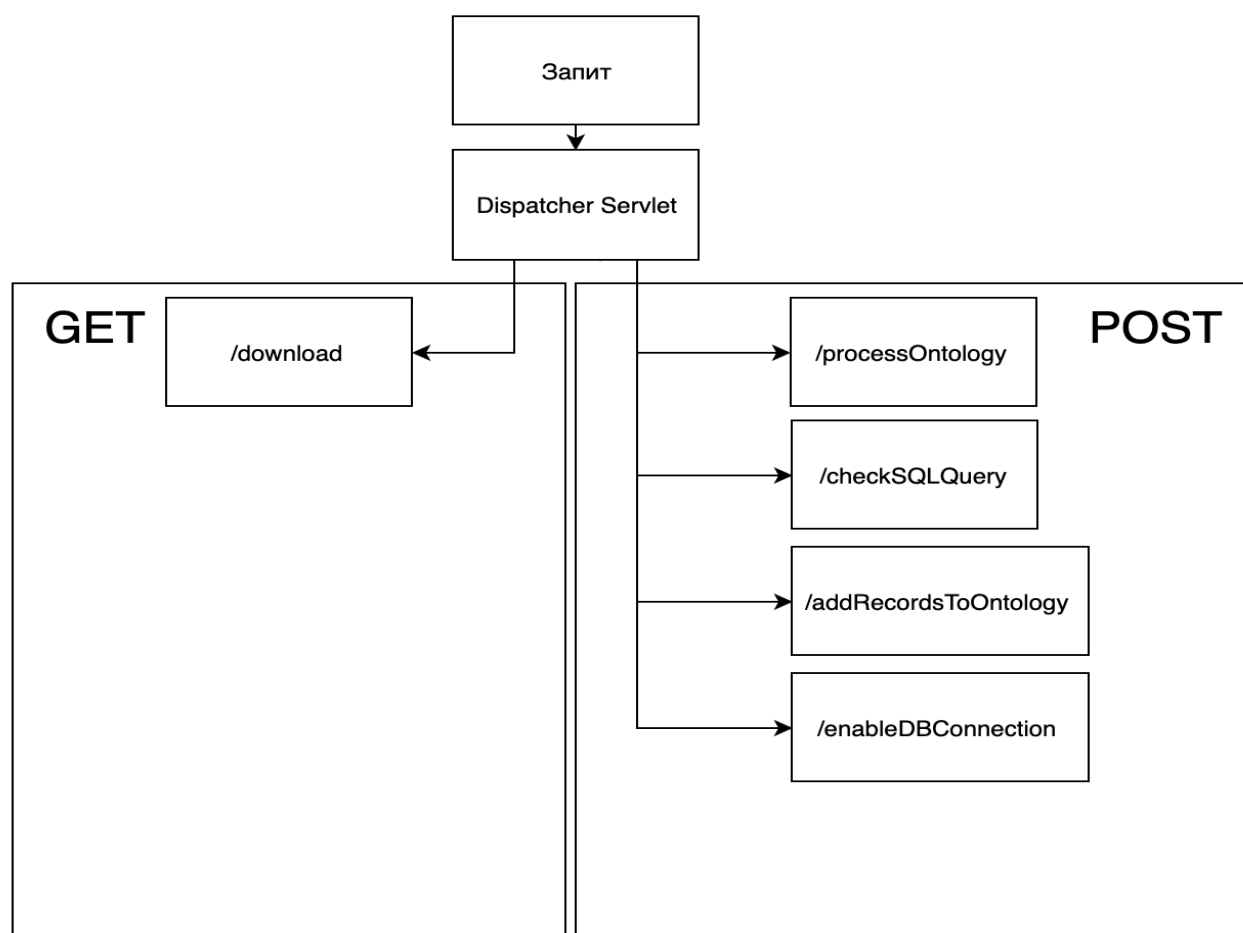 Запит
Dispatcher Servlet
GET
/download
POST
/processOntology
/checkSQLQuery
/addRecordsToOntology
/enableDBConnection